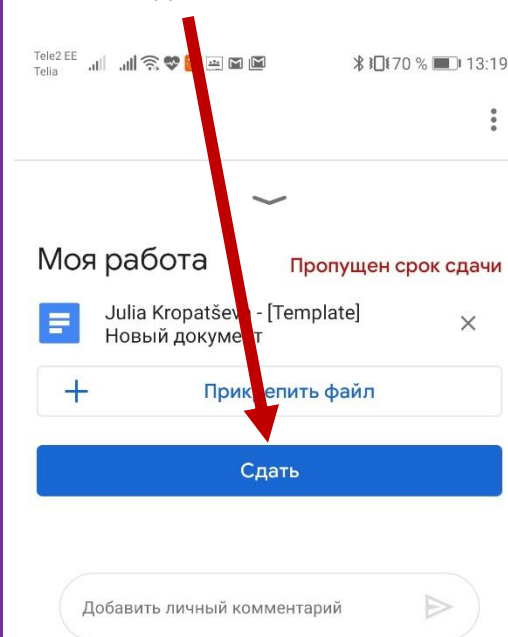 Tele2 EE
Telia
70 % 13:19
Моя работа
Пропущен срок сдачи
Julia Kropatševa - [Template]
Новый документ
Прикрепить файл
Сдать
Добавить личный комментарий